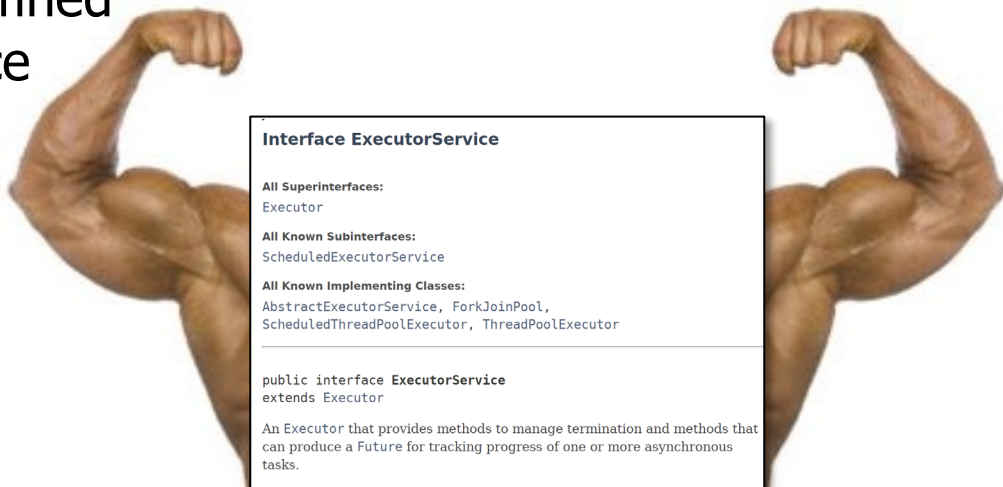 ce
Interface ExecutorService
All Superinterfaces:
Executor
All Known Subinterfaces:
ScheduledExecutorService
All Known Implementing Classes:
AbstractExecutorService, ForkJoinPool,
ScheduledThreadPoolExecutor, ThreadPoolExecutor
public interface ExecutorService
extends Executor
An Executor that provides methods to manage termination and methods that
can produce a Future for tracking progress of one or more asynchronous
tasks.